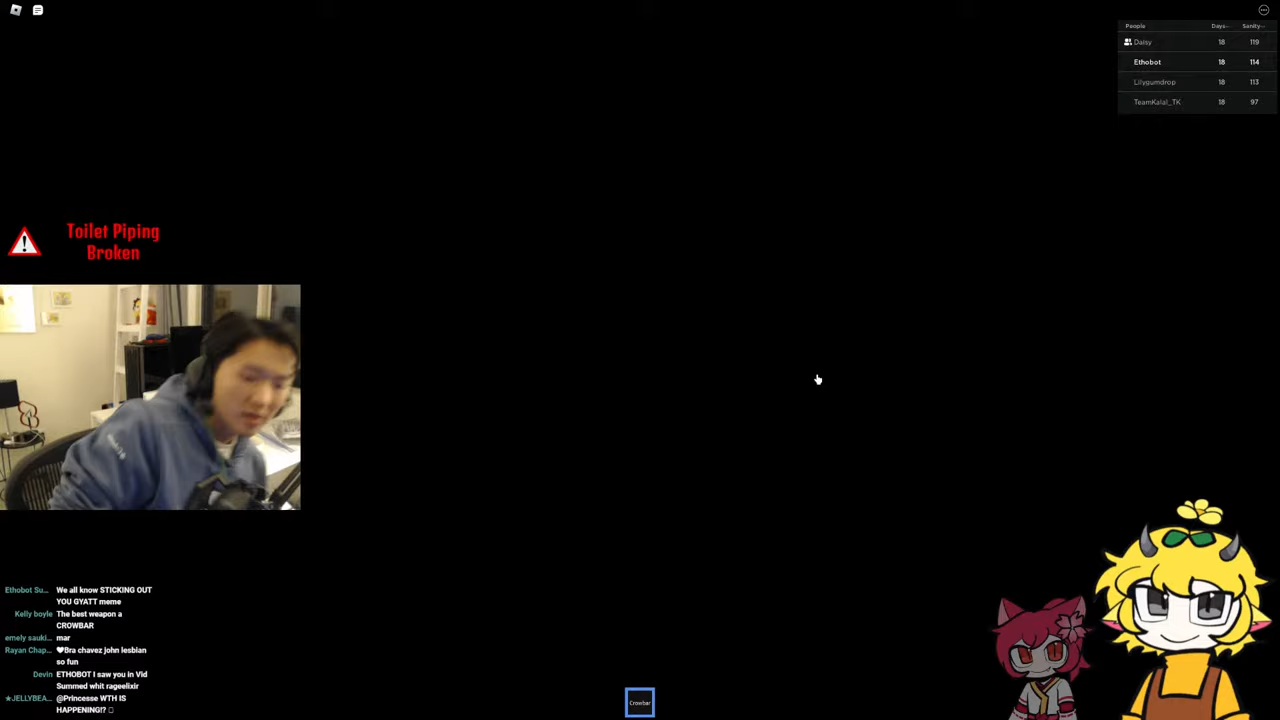 People Days Sanity
Daisy 18 119
Ethobot 18 114
Lilygumdrop 18 113
TeamKalal_TK 18 97
Toilet Piping
Broken
Ethobot Su... We all know STICKING OUT
YOU GYATT meme
Kelly boyle The best weapon a
CROWBAR
emely sauki... mar
Rayan Chap... Bra chavez john lesbian
so fun
Devin ETHOBOT I saw you in Vid
Summed whit rageelixir
★JELLYBEA... @Princesse WTH IS
HAPPENING!?
Crowbar